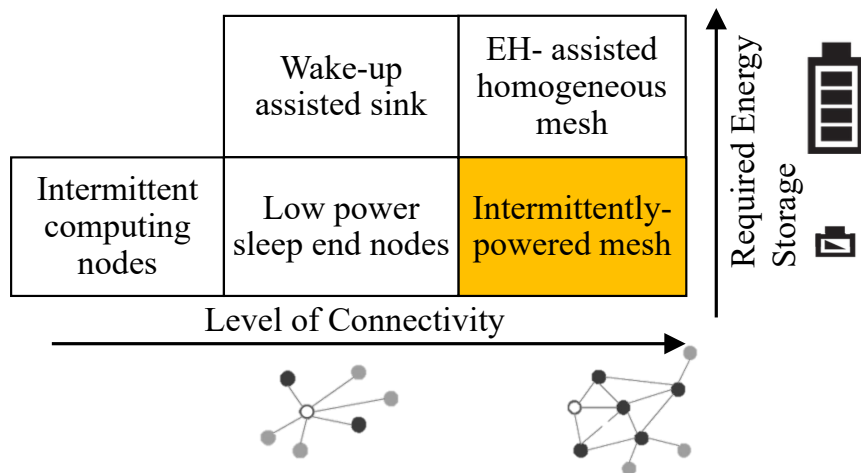 Wake-up
assisted sink
EH- assisted
homogeneous
mesh
Intermittent
computing
nodes
Low power
sleep end nodes
Intermittently-
powered mesh
Required Energy
Storage
Level of Connectivity